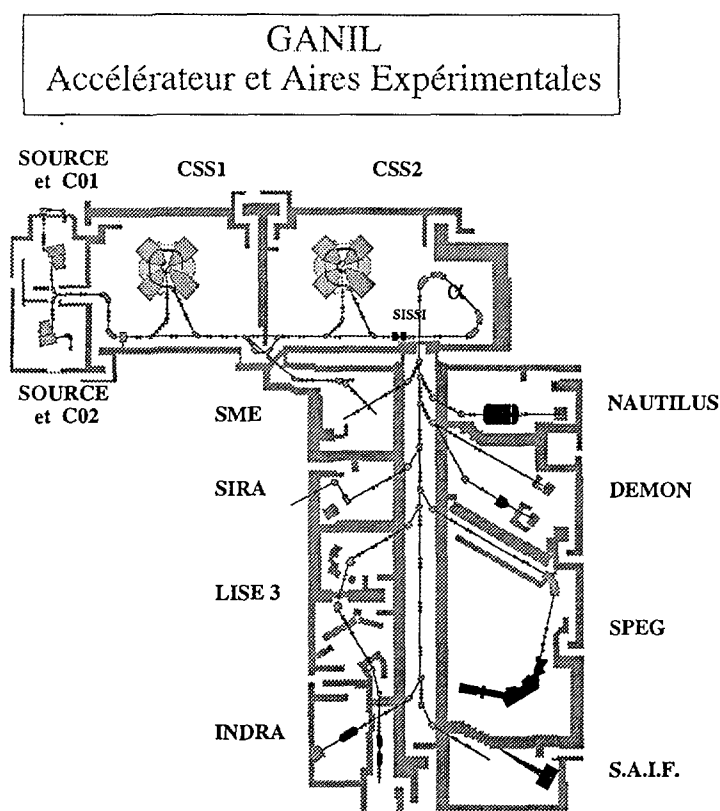 GANIL
Accélérateur et Aires Expérimentales
SOURCE
et C01
CSS1
CSS2
α
SISSI
SOURCE
et C02
SME
NAUTILUS
SIRA
DEMON
LISE 3
SPEG
INDRA
S.A.I.F.